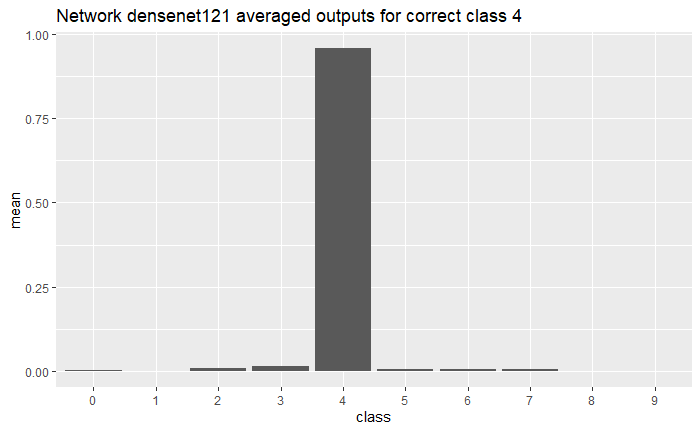 Network densenet121 averaged outputs for correct class 4
1.00
0.75
0.50
0.25
0.00
mean
0 1 2 3 4 5 6 7 8 9
class